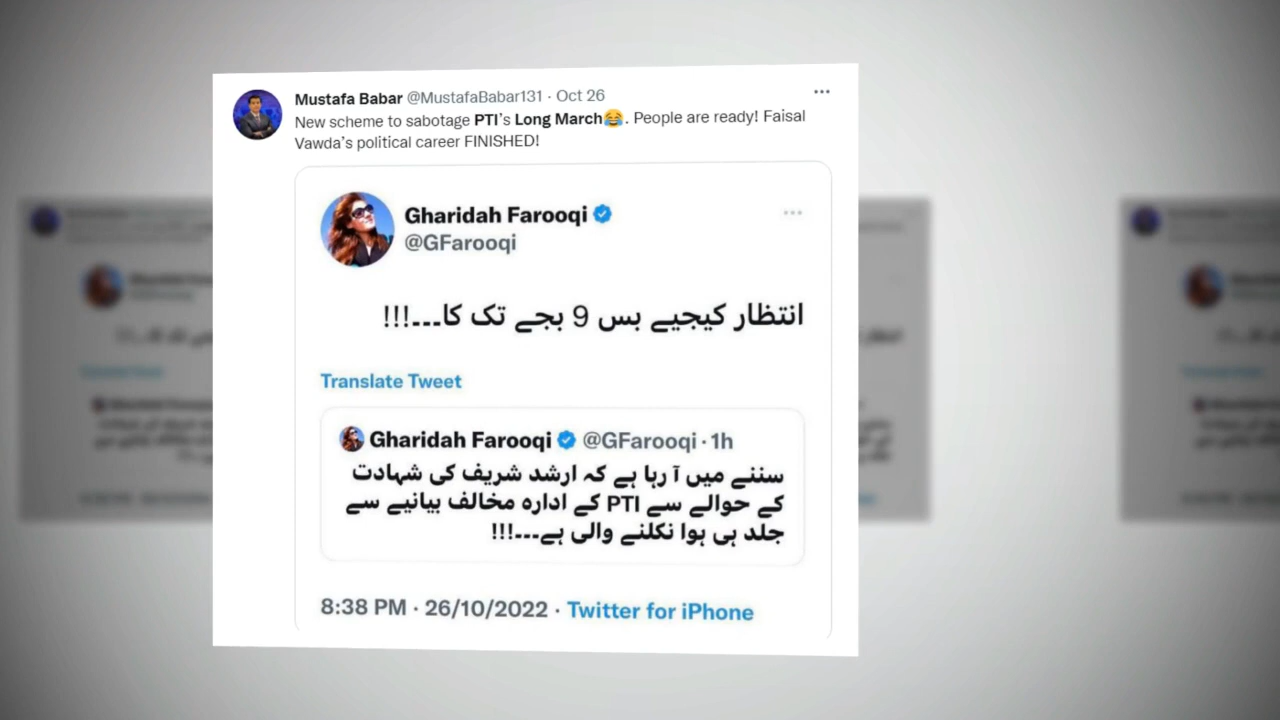 Mustafa Babar @MustafaBabar131 · Oct 26
New scheme to sabotage PTI's Long March😂. People are ready! Faisal
Vawda's political career FINISHED!
Gharidah Farooqi
@GFarooqi
انتظار کیجیے بس 9 بجے تک کا---!!!
Translate Tweet
Gharidah Farooqi @GFarooqi · 1h
سننے میں آ رہا ہے کہ ارشد شریف کی شہادت
کے حوالے سے PTI کے ادارہ مخالف بیانیے سے
جلد ہی ہوا نکلنے والی ہے---!!!
8:38 PM · 26/10/2022 · Twitter for iPhone